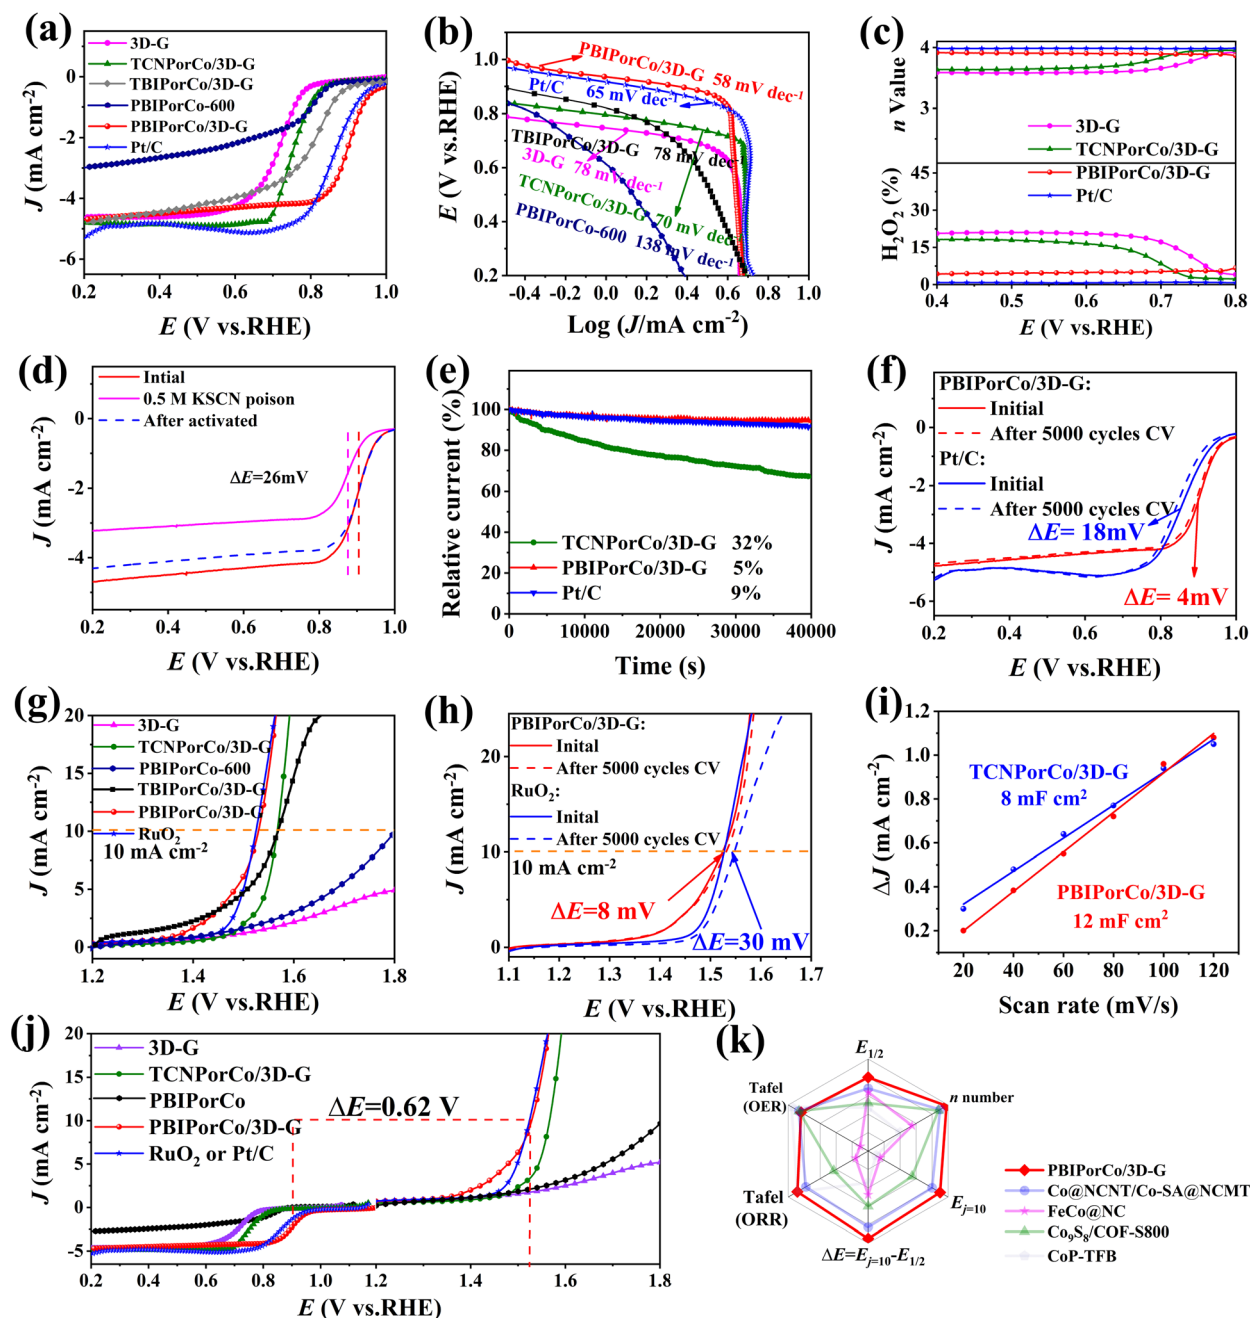 (a)
3D-G
TCNPorCo/3D-G
TBIPorCo/3D-G
PBIPorCo-600
PBIPorCo/3D-G
Pt/C
0
-2
-4
-6
J (mA cm-2)
0.2 0.4 0.6 0.8 1.0
E (V vs.RHE)
(b)
PBIPorCo/3D-G 58 mV dec-1
Pt/C 65 mV dec-1
TBIPorCo/3D-G 78 mV dec-1
3D-G 78 mV dec-1
TCNPorCo/3D-G 70 mV dec-1
PBIPorCo-600 138 mV dec-1
1.0
0.8
0.6
0.4
0.2
E (V vs.RHE)
-0.4 0.0 0.4 0.8 1.0
Log (J/mA cm-2)
(c)
4
3
n Value
3D-G
TCNPorCo/3D-G
PBIPorCo/3D-G
Pt/C
45
30
15
0
H2O2 (%)
0.4 0.5 0.6 0.7 0.8
E (V vs.RHE)
(d)
Intial
0.5 M KSCN poison
After activated
ΔE=26mV
0
-2
-4
J (mA cm-2)
0.2 0.4 0.6 0.8 1.0
E (V vs.RHE)
(e)
100
80
60
40
20
0
Relative current (%)
TCNPorCo/3D-G 32%
PBIPorCo/3D-G 5%
Pt/C 9%
0 10000 20000 30000 40000
Time (s)
(f)
PBIPorCo/3D-G:
Initial
After 5000 cycles CV
Pt/C:
Initial
After 5000 cycles CV
ΔE= 18mV
ΔE= 4mV
0
-2
-4
-6
J (mA cm-2)
0.2 0.4 0.6 0.8 1.0
E (V vs.RHE)
(g)
3D-G
TCNPorCo/3D-G
PBIPorCo-600
TBIPorCo/3D-G
PBIPorCo/3D-G
RuO2
10 mA cm-2
20
15
10
5
0
J (mA cm-2)
1.2 1.4 1.6 1.8
E (V vs.RHE)
(h)
PBIPorCo/3D-G:
Inital
After 5000 cycles CV
RuO2:
Inital
After 5000 cycles CV
10 mA cm-2
ΔE=8 mV
ΔE=30 mV
20
10
0
J (mA cm-2)
1.1 1.2 1.3 1.4 1.5 1.6 1.7
E (V vs.RHE)
(i)
TCNPorCo/3D-G
8 mF cm2
PBIPorCo/3D-G
12 mF cm2
1.2
1.0
0.8
0.6
0.4
0.2
ΔJ (mA cm-2)
20 40 60 80 100 120
Scan rate (mV/s)
(j)
3D-G
TCNPorCo/3D-G
PBIPorCo
PBIPorCo/3D-G
RuO2 or Pt/C
ΔE=0.62 V
20
15
10
5
0
-5
J (mA cm-2)
0.2 0.4 0.6 0.8 1.0 1.2 1.4 1.6 1.8
E (V vs.RHE)
(k)
E1/2
n number
Ej=10
ΔE=Ej=10-E1/2
Tafel
(ORR)
Tafel
(OER)
PBIPorCo/3D-G
Co@NCNT/Co-SA@NCMT
FeCo@NC
Co9S8/COF-S800
CoP-TFB